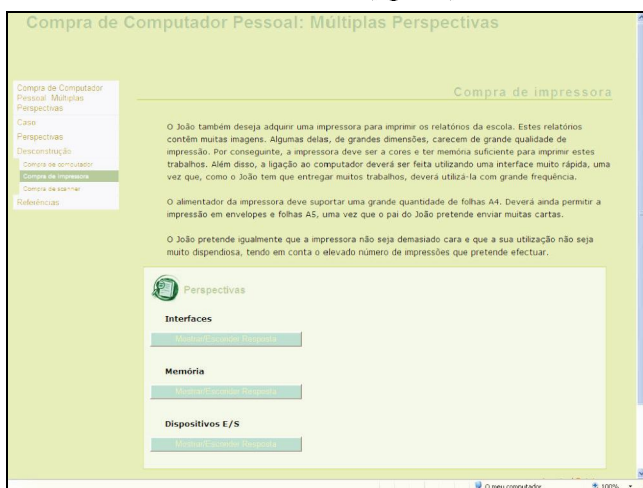 Compra de Computador Pessoal: Múltiplas Perspectivas
Compra de Computador
Pessoal: Múltiplas
Perspectivas
Caso
Perspectivas
Desconstrução
Compra de computador
Compra de impressora
Compra de scanner
Referências
Compra de impressora
O João também deseja adquirir uma impressora para imprimir os relatórios da escola. Estes relatórios
contêm muitas imagens. Algumas delas, de grandes dimensões, carecem de grande qualidade de
impressão. Por conseguinte, a impressora deve ser a cores e ter memória suficiente para imprimir estes
trabalhos. Além disso, a ligação ao computador deverá ser feita utilizando uma interface muito rápida, uma
vez que, como o João tem que entregar muitos trabalhos, deverá utilizá-la com grande frequência.
O alimentador da impressora deve suportar uma grande quantidade de folhas A4. Deverá ainda permitir a
impressão em envelopes e folhas A5, uma vez que o pai do João pretende enviar muitas cartas.
O João pretende igualmente que a impressora não seja demasiado cara e que a sua utilização não seja
muito dispendiosa, tendo em conta o elevado número de impressões que pretende efectuar.
Perspectivas
Interfaces
Mostrar/Esconder Resposta
Memória
Mostrar/Esconder Resposta
Dispositivos E/S
Mostrar/Esconder Resposta
O meu computador
100%